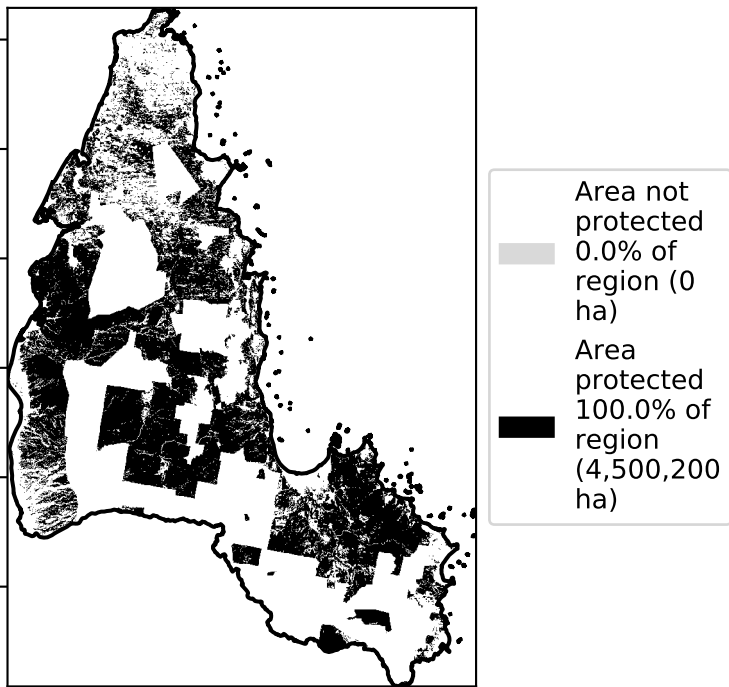 Area not
protected
0.0% of
region (0
ha)
Area
protected
100.0% of
region
(4,500,200
ha)